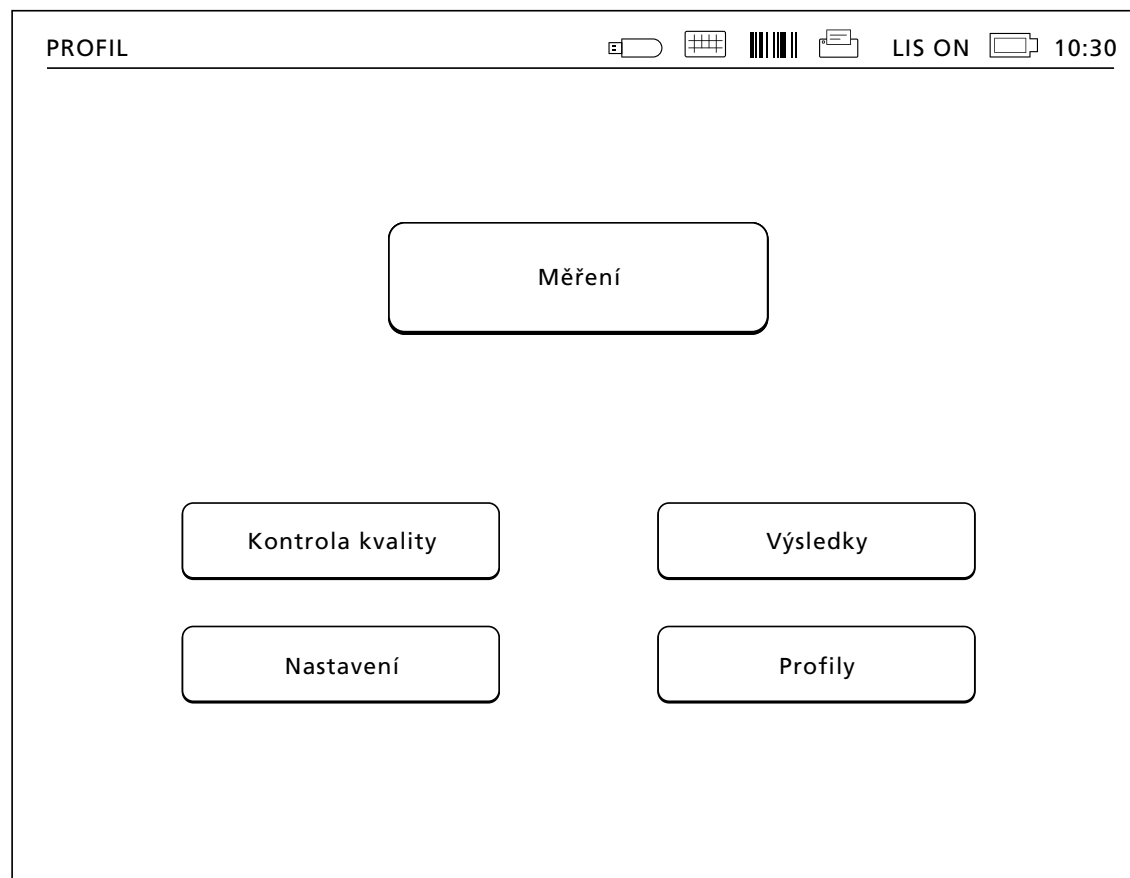 PROFIL LIS ON 10:30
Měření
Kontrola kvality Výsledky
Nastavení Profily